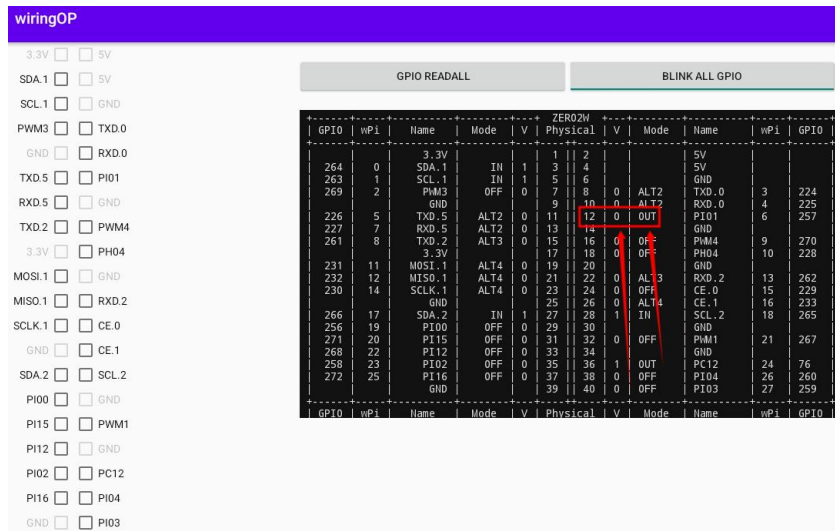 wiringOP
3.3V 5V
SDA.1 5V
SCL.1 GND
PWM3 TXD.0
GND RXD.0
TXD.5 PI01
RXD.5 GND
TXD.2 PWM4
3.3V PH04
MOSI.1 GND
MISO.1 RXD.2
SCLK.1 CE.0
GND CE.1
SDA.2 SCL.2
PI00 GND
PI15 PWM1
PI12 GND
PI02 PC12
PI16 PI04
GND PI03
GPIO READALL
BLINK ALL GPIO
+------+-----+----------+--------+---+ ZERO2W +---+--------+----------+-----+------+
| GPIO | wPi | Name | Mode | V | Physical | V | Mode | Name | wPi | GPIO |
| | | 3.3V | | | 1 || 2 | | | 5V
| 264 | 0 | SDA.1 | IN | 1 | 3 || 4 | | | 5V
| 263 | 1 | SCL.1 | IN | 1 | 5 || 6 | | | GND
| 269 | 2 | PWM3 | OFF | 0 | 7 || 8 | 0 | ALT2 | TXD.0 | 3 | 224
| | | GND | | | 9 || 10 | 0 | ALT2 | RXD.0 | 4 | 225
| 226 | 5 | TXD.5 | ALT2 | 0 | 11 || 12 | 0 | OUT | PI01 | 6 | 257
| 227 | 7 | RXD.5 | ALT2 | 0 | 13 || 14 | | | GND
| 261 | 8 | TXD.2 | ALT3 | 0 | 15 || 16 | 0 | OFF | PWM4 | 9 | 270
| | | 3.3V | | | 17 || 18 | 0 | OFF | PH04 | 10 | 228
| 231 | 11 | MOSI.1 | ALT4 | 0 | 19 || 20 | | | GND
| 232 | 12 | MISO.1 | ALT4 | 0 | 21 || 22 | 0 | ALT3 | RXD.2 | 13 | 262
| 230 | 14 | SCLK.1 | ALT4 | 0 | 23 || 24 | 0 | OFF | CE.0 | 15 | 229
| | | GND | | | 25 || 26 | 0 | ALT4 | CE.1 | 16 | 233
| 266 | 17 | SDA.2 | IN | 1 | 27 || 28 | 1 | IN | SCL.2 | 18 | 265
| 256 | 19 | PI00 | OFF | 0 | 29 || 30 | | | GND
| 271 | 20 | PI15 | OFF | 0 | 31 || 32 | 0 | OFF | PWM1 | 21 | 267
| 268 | 22 | PI12 | OFF | 0 | 33 || 34 | | | GND
| 258 | 23 | PI02 | OFF | 0 | 35 || 36 | 1 | OUT | PC12 | 24 | 76
| 272 | 25 | PI16 | OFF | 0 | 37 || 38 | 0 | OFF | PI04 | 26 | 260
| | | GND | | | 39 || 40 | 0 | OFF | PI03 | 27 | 259
| GPIO | wPi | Name | Mode | V | Physical | V | Mode | Name | wPi | GPIO |